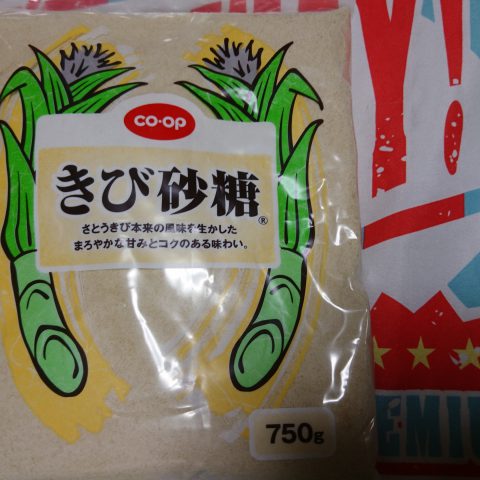 CO・OP
きび砂糖®
さとうきび本来の風味を生かした
まろやかな甘みとコクのある味わい。
750g
Y!
EMIU